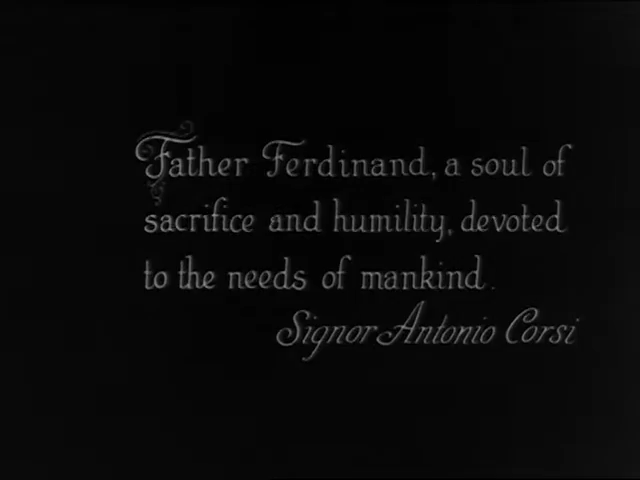 Father Ferdinand, a soul of
sacrifice and humility, devoted
to the needs of mankind.
Signor Antonio Corsi